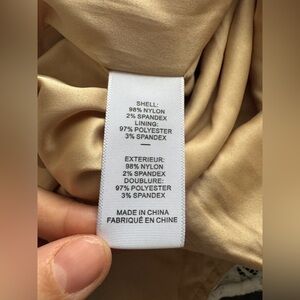 SHELL:
98% NYLON
2% SPANDEX
LINING:
97% POLYESTER
3% SPANDEX
—
EXTERIEUR:
98% NYLON
2% SPANDEX
DOUBLURE:
97% POLYESTER
3% SPANDEX
MADE IN CHINA
FABRIQUÉ EN CHINE